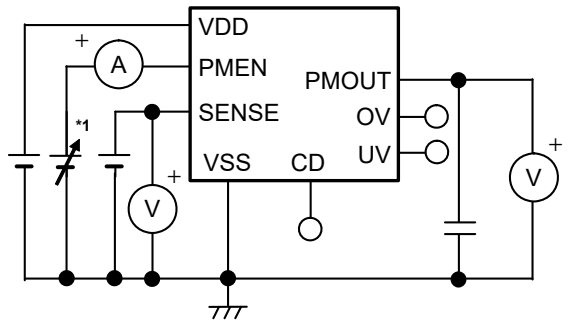 VDD
+
A
PMEN
PMOUT
*1
SENSE
OV
UV
VSS
CD
+
V
+
V